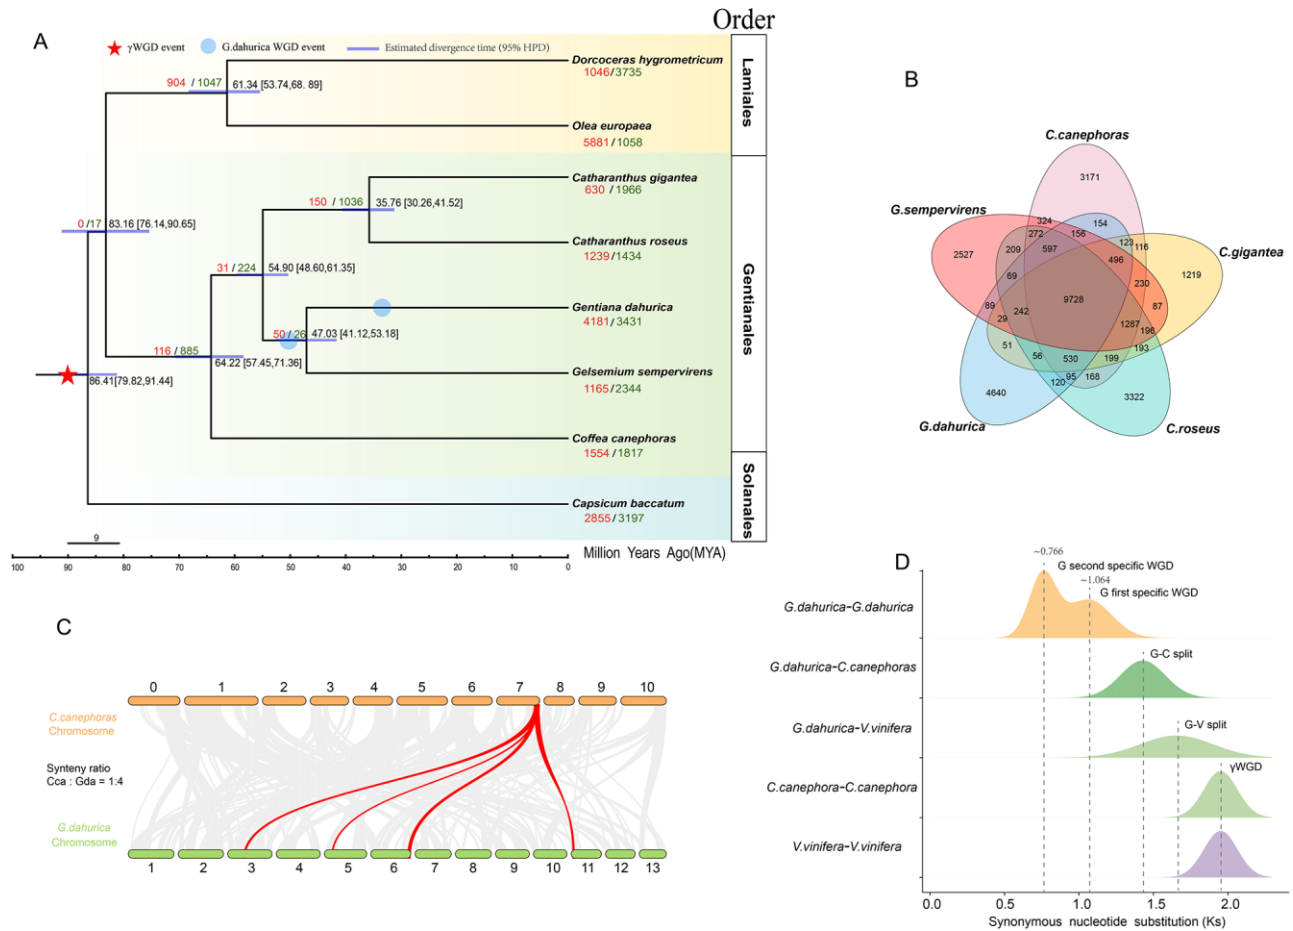 Order
A
γWGD event
G.dahurica WGD event
Estimated divergence time (95% HPD)
Dorcoceras hygrometricum
1046/3735
904 / 1047
61.34 [53.74,68. 89]
Olea europaea
5881/1058
Lamiales
Catharanthus gigantea
630 / 1966
150 / 1036
35.76 [30.26,41.52]
0/17
83.16 [76.14,90.65]
Catharanthus roseus
1239/1434
31 / 224
54.90 [48.60,61.35]
Gentiana dahurica
4181/3431
50 / 26
47.03 [41.12,53.18]
116 / 885
64.22 [57.45,71.36]
Gelsemium sempervirens
1165/2344
86.41[79.82,91.44]
Coffea canephoras
1554/1817
Gentianales
Capsicum baccatum
2855/3197
Solanales
9
Million Years Ago(MYA)
100 90 80 70 60 50 40 30 20 10 0
B
C.canephoras
3171
G.sempervirens
324
154
272
156
123
116
C.gigantea
2527
209
597
496
1219
69
230
89
9728
87
242
29
1287
196
51
193
56
530
199
95
168
120
4640
3322
G.dahurica
C.roseus
C
0 1 2 3 4 5 6 7 8 9 10
C.canephoras
Chromosome
Synteny ratio
Cca : Gda = 1:4
G.dahurica
Chromosome
1 2 3 4 5 6 7 8 9 10 11 12 13
D
~0.766
G second specific WGD
~1.064
G first specific WGD
G.dahurica-G.dahurica
G-C split
G.dahurica-C.canephoras
G-V split
G.dahurica-V.vinifera
γWGD
C.canephora-C.canephora
V.vinifera-V.vinifera
0.0 0.5 1.0 1.5 2.0
Synonymous nucleotide substitution (Ks)